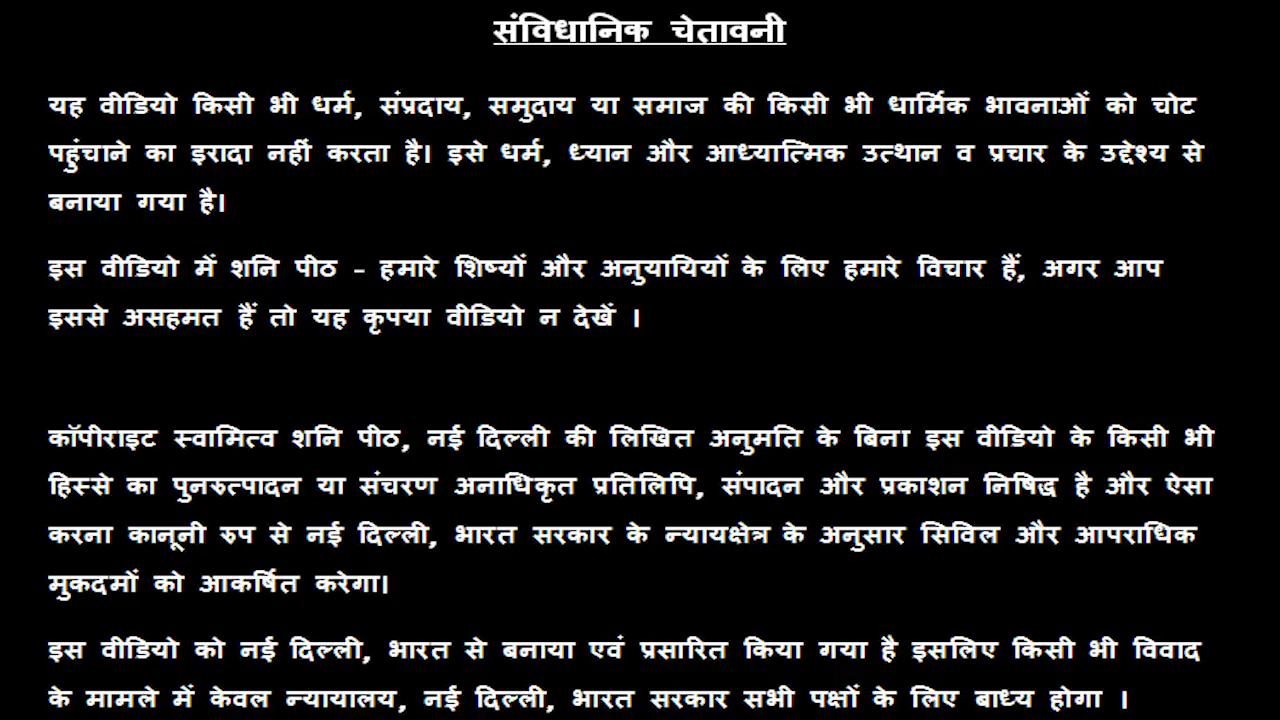 संविधानिक चेतावनी
यह वीडियो किसी भी धर्म, संप्रदाय, समुदाय या समाज की किसी भी धार्मिक भावनाओं को चोट
पहुंचाने का इरादा नहीं करता है। इसे धर्म, ध्यान और आध्यात्मिक उत्थान व प्रचार के उद्देश्य से
बनाया गया है।
इस वीडियो में शनि पीठ – हमारे शिष्यों और अनुयायियों के लिए हमारे विचार हैं, अगर आप
इससे असहमत हैं तो यह कृपया वीडियो न देखें ।
कॉपीराइट स्वामित्व शनि पीठ, नई दिल्ली की लिखित अनुमति के बिना इस वीडियो के किसी भी
हिस्से का पुनरुत्पादन या संचरण अनाधिकृत प्रतिलिपि, संपादन और प्रकाशन निषिद्ध है और ऐसा
करना कानूनी रुप से नई दिल्ली, भारत सरकार के न्यायक्षेत्र के अनुसार सिविल और आपराधिक
मुकदमों को आकर्षित करेगा।
इस वीडियो को नई दिल्ली, भारत से बनाया एवं प्रसारित किया गया है इसलिए किसी भी विवाद
के मामले में केवल न्यायालय, नई दिल्ली, भारत सरकार सभी पक्षों के लिए बाध्य होगा ।